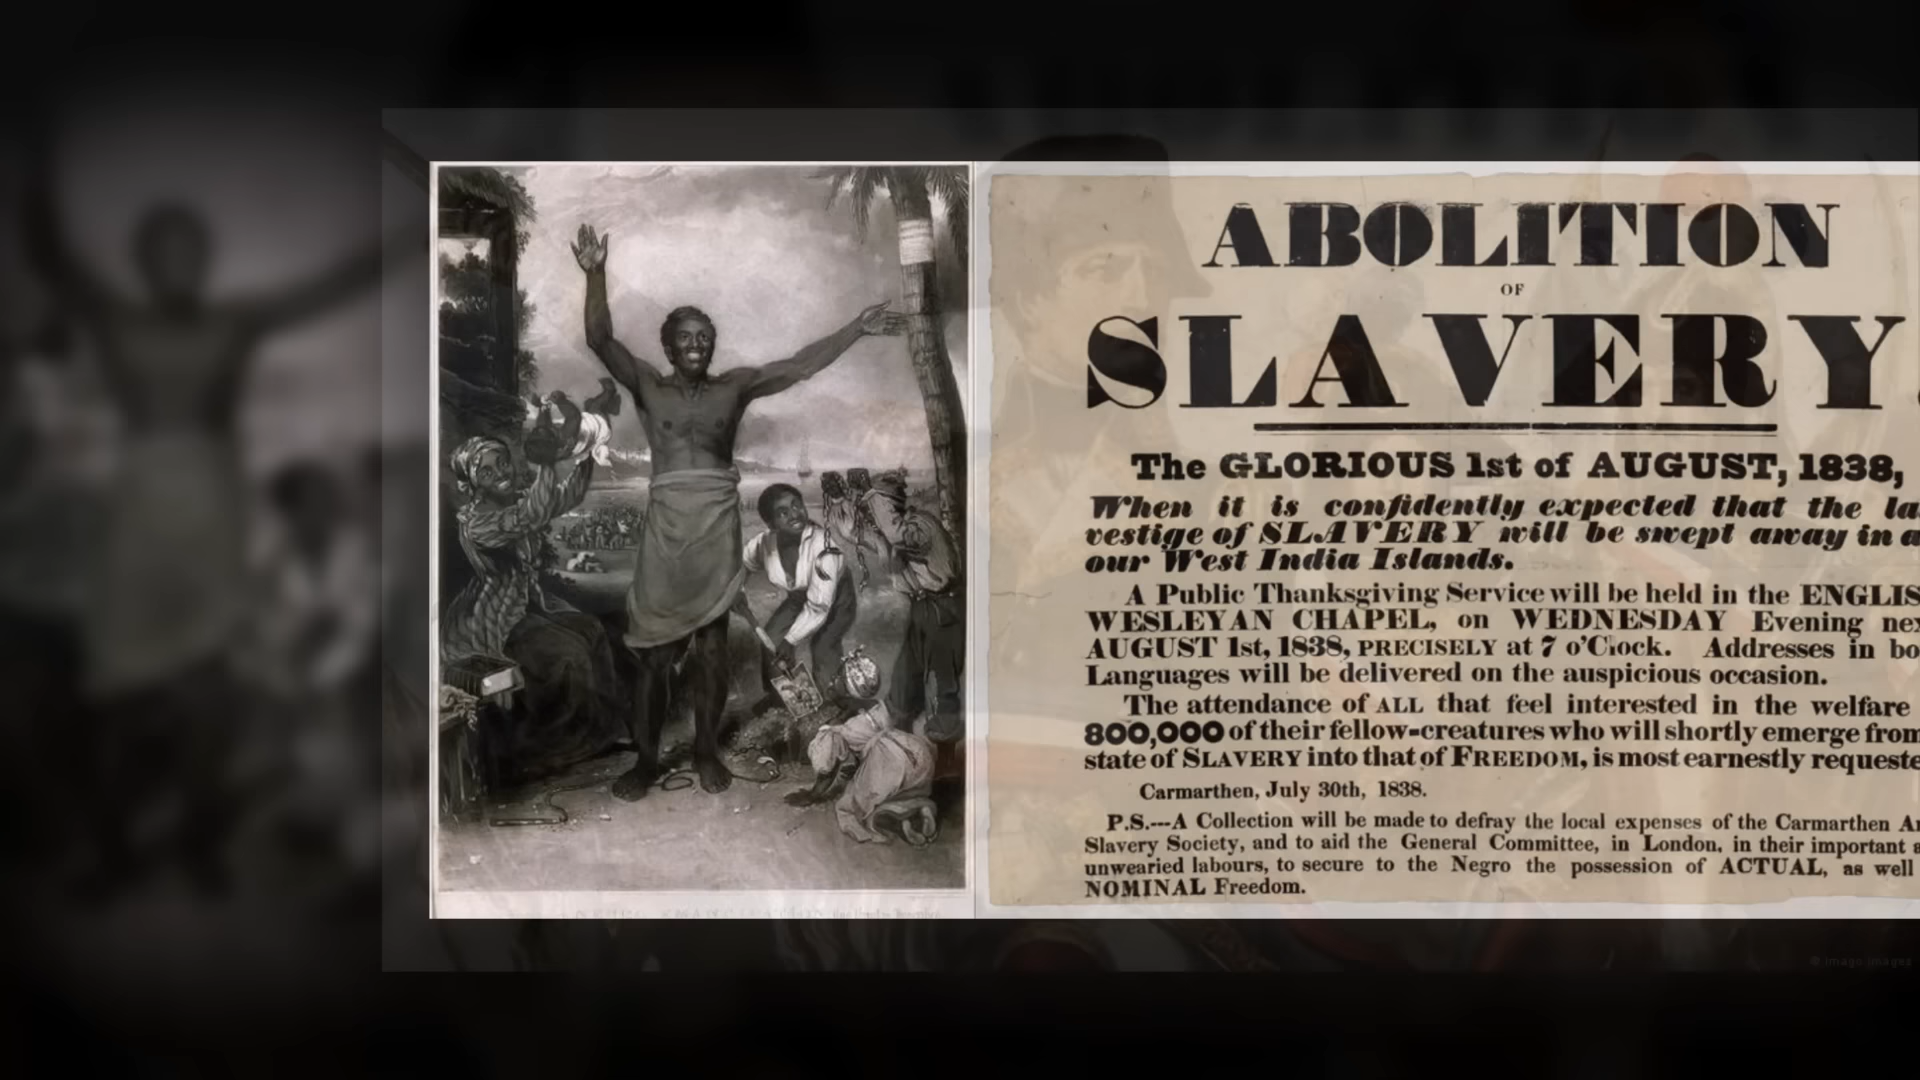 ABOLITION
OF
SLAVERY
The GLORIOUS 1st of AUGUST, 1838,
When it is confidently expected that the
vestige of SLAVERY will be swept away in
our West India Islands.
A Public Thanksgiving Service will be held in the
WESLEYAN CHAPEL, on WEDNESDAY Evening
AUGUST 1st, 1838, PRECISELY at 7 o'Clock. Addresses in
Languages will be delivered on the auspicious occasion.
The attendance of ALL that feel interested in the welfare
800,000 of their fellow-creatures who will shortly emerge from
state of SLAVERY into that of FREEDOM, is most earnestly
Carmarthen, July 30th, 1838.
P.S.---A Collection will be made to defray the local expenses of the Carmarthen
Slavery Society, and to aid the General Committee, in London, in their important
unwearied labours, to secure to the Negro the possession of ACTUAL, as well
NOMINAL Freedom.
© Imago Images